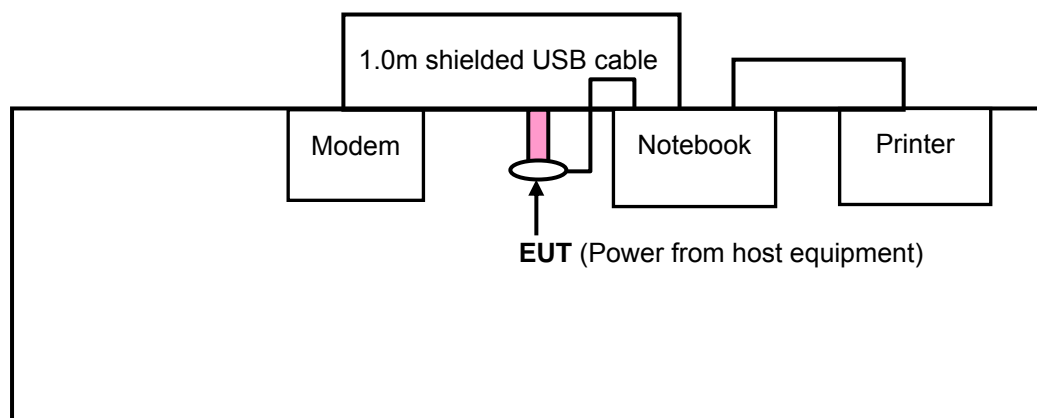 1.0m shielded USB cable
Modem
Notebook
Printer
EUT (Power from host equipment)